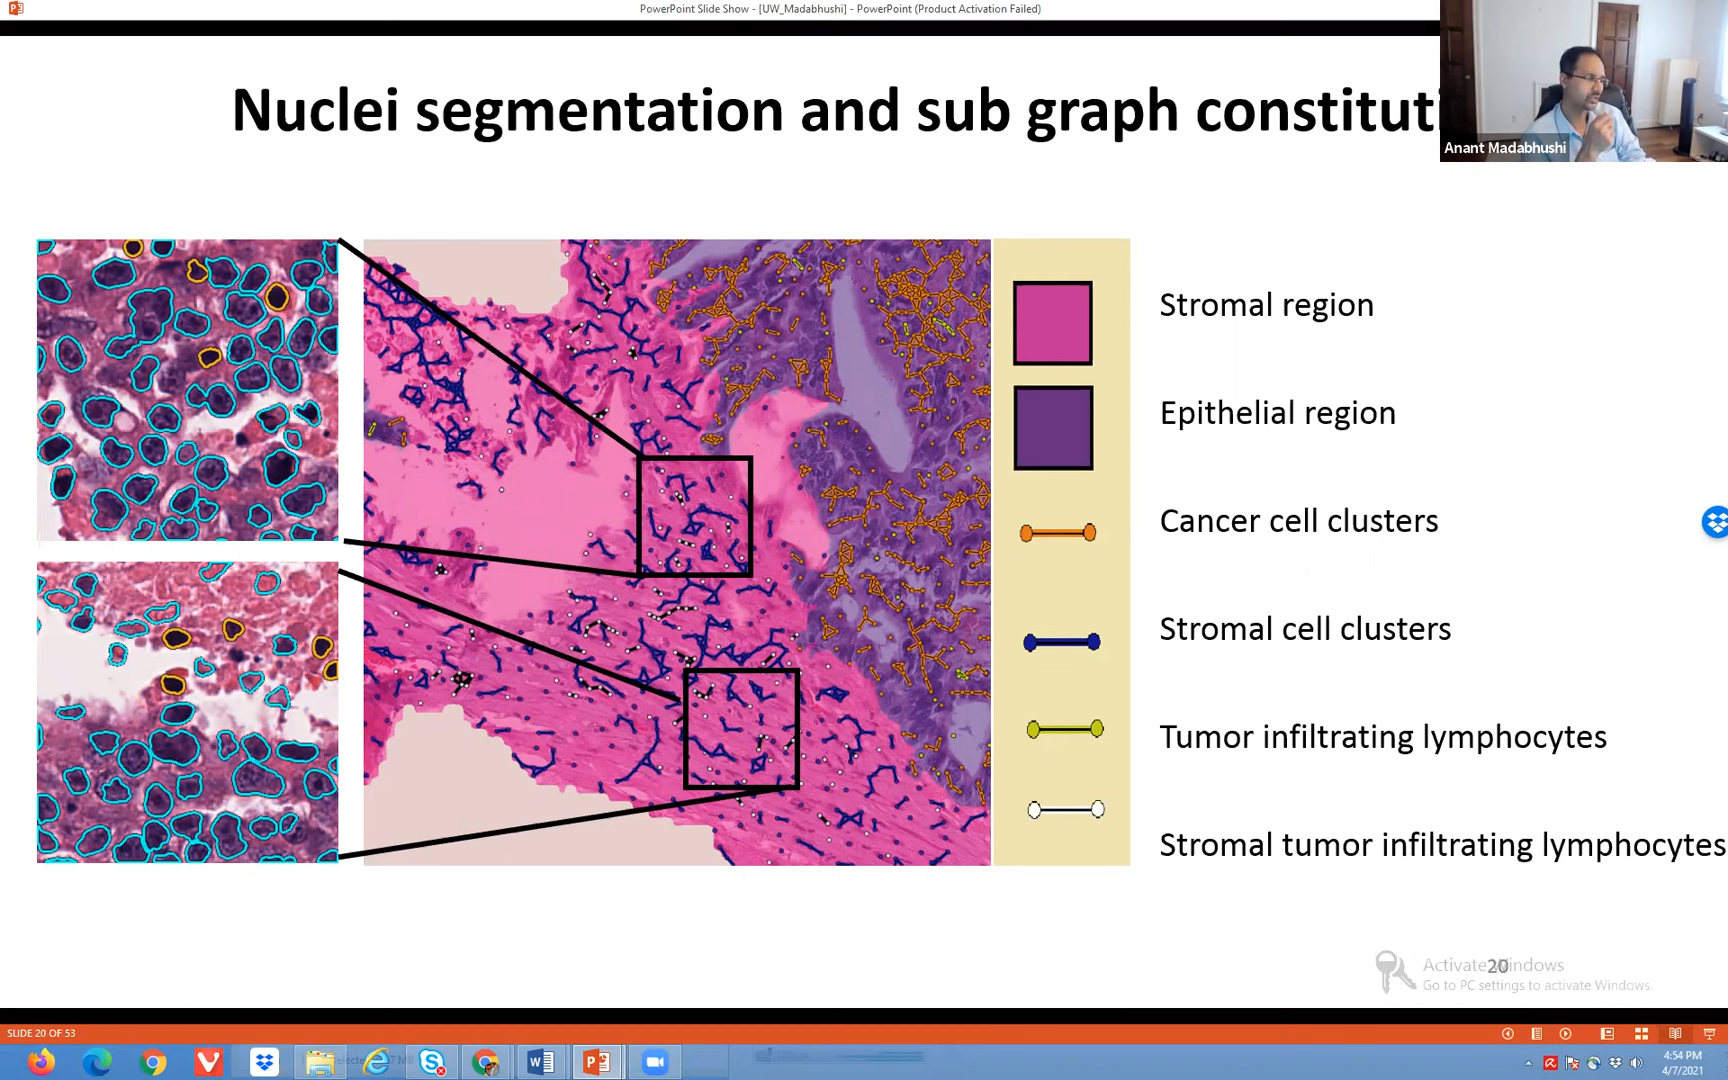 PowerPoint Slide Show - [UW_Madabhushi] - PowerPoint (Product Activation Failed)
Nuclei segmentation and sub graph constituti
Anant Madabhushi
Stromal region
Epithelial region
Cancer cell clusters
Stromal cell clusters
Tumor infiltrating lymphocytes
Stromal tumor infiltrating lymphocytes
Activate Windows
20
Go to PC settings to activate Windows.
SLIDE 20 OF 53
4:54 PM
4/7/2021